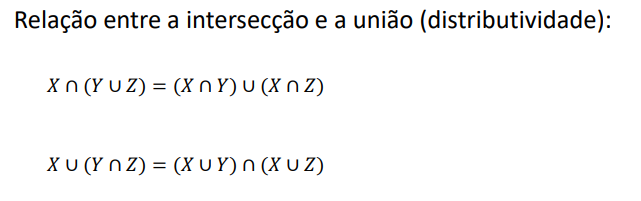 Relação entre a intersecção e a união (distributividade):
X ∩ (Y ∪ Z) = (X ∩ Y) ∪ (X ∩ Z)
X ∪ (Y ∩ Z) = (X ∪ Y) ∩ (X ∪ Z)